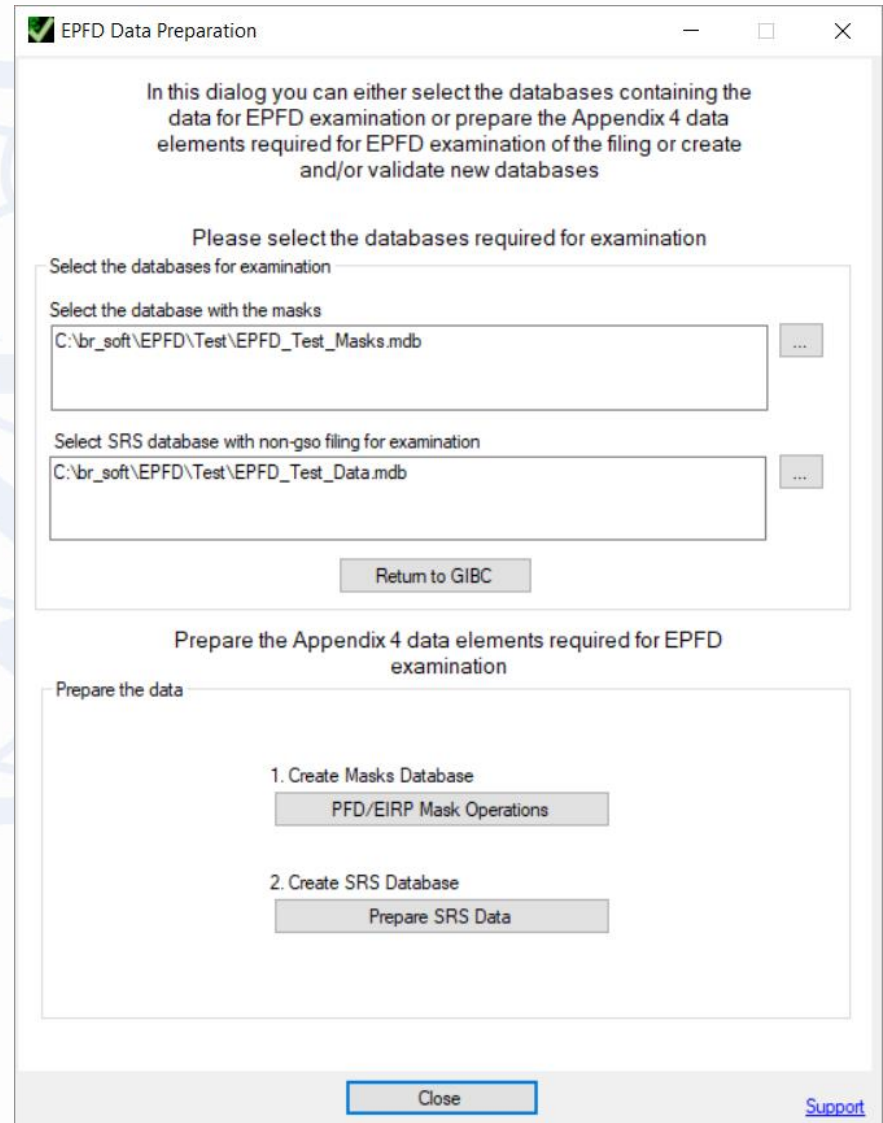 EPFD Data Preparation
In this dialog you can either select the databases containing the
data for EPFD examination or prepare the Appendix 4 data
elements required for EPFD examination of the filing or create
and/or validate new databases
Please select the databases required for examination
Select the databases for examination
Select the database with the masks
C:\br_soft\EPFD\Test\EPFD_Test_Masks.mdb
...
Select SRS database with non-gso filing for examination
C:\br_soft\EPFD\Test\EPFD_Test_Data.mdb
...
Return to GIBC
Prepare the Appendix 4 data elements required for EPFD
examination
Prepare the data
1. Create Masks Database
PFD/EIRP Mask Operations
2. Create SRS Database
Prepare SRS Data
Close
Support